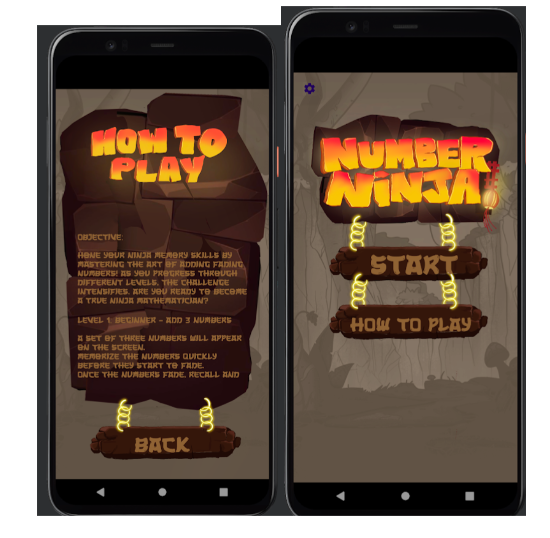 HOW TO
PLAY
OBJECTIVE:
HONE YOUR NINJA MEMORY SKILLS BY
MASTERING THE ART OF ADDING FADING
NUMBERS! AS YOU PROGRESS THROUGH
DIFFERENT LEVELS, THE CHALLENGE
INTENSIFIES. ARE YOU READY TO BECOME
A TRUE NINJA MATHEMATICIAN?
LEVEL 1: BEGINNER - ADD 3 NUMBERS
A SET OF THREE NUMBERS WILL APPEAR
ON THE SCREEN.
MEMORIZE THE NUMBERS QUICKLY
BEFORE THEY START TO FADE.
ONCE THE NUMBERS FADE, RECALL AND
BACK
NUMBER
NINJA
START
HOW TO PLAY